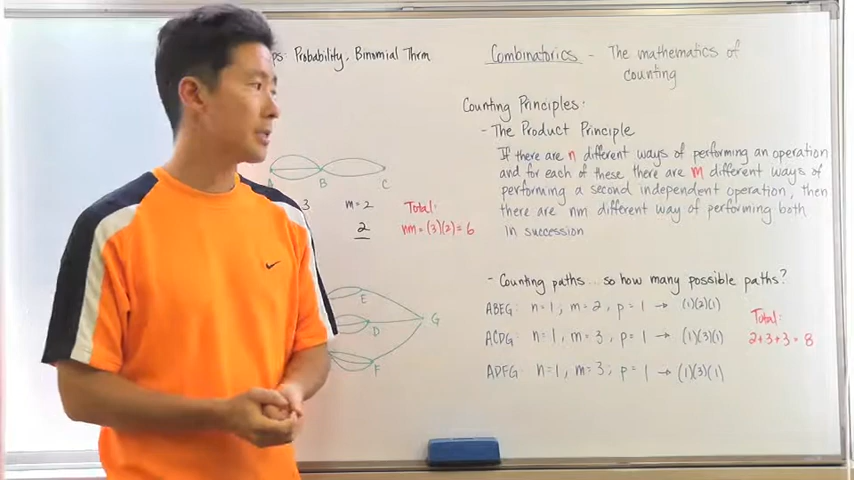 ps: Probability, Binomial Thrm
Combinatorics - The mathematics of
counting
Counting Principles:
- The Product Principle
If there are n different ways of performing an operation
and for each of these there are m different ways of
performing a second independent operation, then
there are nm different way of performing both
in succession
A B C
3 m = 2
2
Total:
nm = (3)(2) = 6
- Counting paths... so how many possible paths?
E
D
G
F
ABEG: n=1; m=2, p=1 → (1)(2)(1)
ACDG: n=1, m=3; p=1 → (1)(3)(1)
ADFG: n=1, m=3; p=1 → (1)(3)(1)
Total:
2+3+3=8